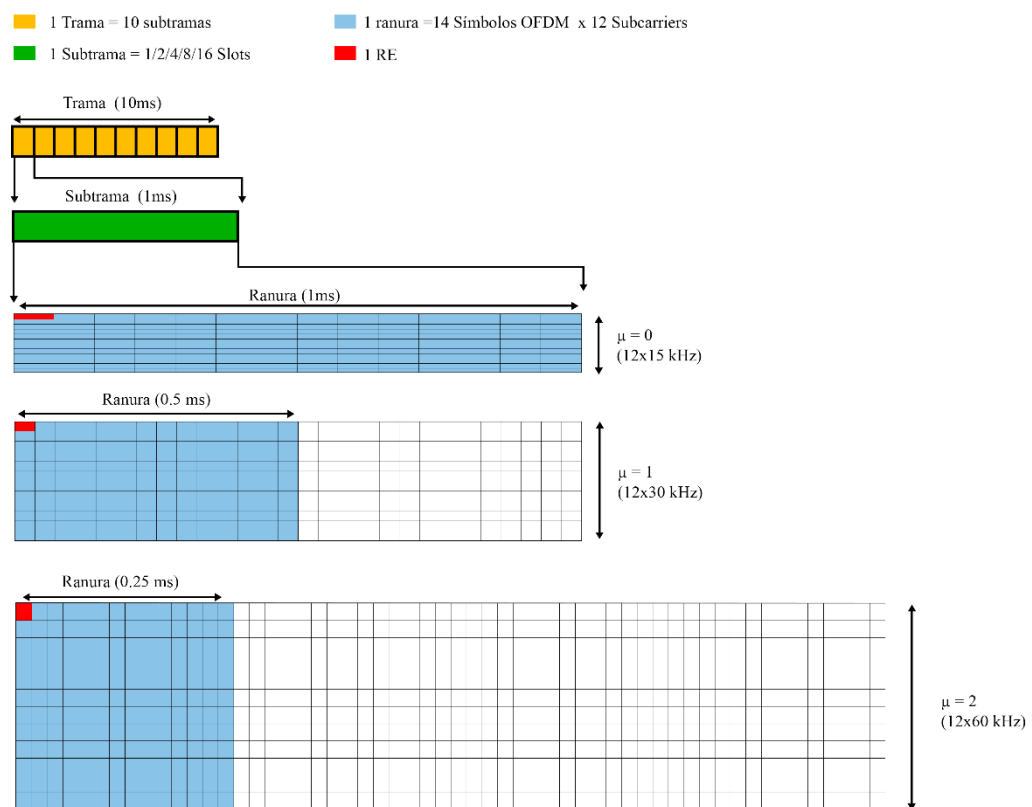 1 Trama = 10 subtramas
1 ranura =14 Símbolos OFDM x 12 Subcarriers
1 Subtrama = 1/2/4/8/16 Slots
1 RE
Trama (10ms)
Subtrama (1ms)
Ranura (1ms)
μ = 0
(12x15 kHz)
Ranura (0.5 ms)
μ = 1
(12x30 kHz)
Ranura (0.25 ms)
μ = 2
(12x60 kHz)